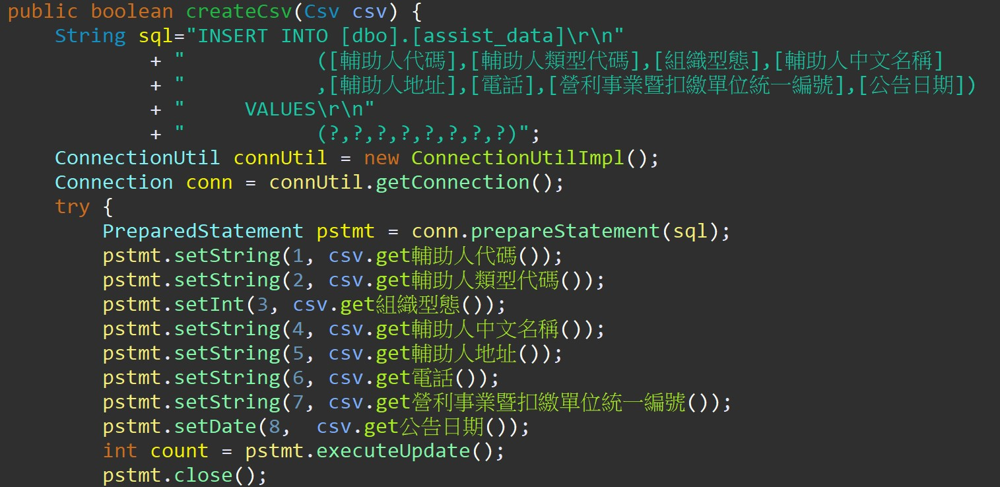 public boolean createCsv(Csv csv) {
    String sql="INSERT INTO [dbo].[assist_data]\r\n"
            + "           ([輔助人代碼],[輔助人類型代碼],[組織型態],[輔助人中文名稱]
            + "           ,[輔助人地址],[電話],[營利事業暨扣繳單位統一編號],[公告日期])
            + "     VALUES\r\n"
            + "           (?,?,?,?,?,?,?,?)";
    ConnectionUtil connUtil = new ConnectionUtilImpl();
    Connection conn = connUtil.getConnection();
    try {
        PreparedStatement pstmt = conn.prepareStatement(sql);
        pstmt.setString(1, csv.get輔助人代碼());
        pstmt.setString(2, csv.get輔助人類型代碼());
        pstmt.setInt(3, csv.get組織型態());
        pstmt.setString(4, csv.get輔助人中文名稱());
        pstmt.setString(5, csv.get輔助人地址());
        pstmt.setString(6, csv.get電話());
        pstmt.setString(7, csv.get營利事業暨扣繳單位統一編號());
        pstmt.setDate(8,  csv.get公告日期());
        int count = pstmt.executeUpdate();
        pstmt.close();